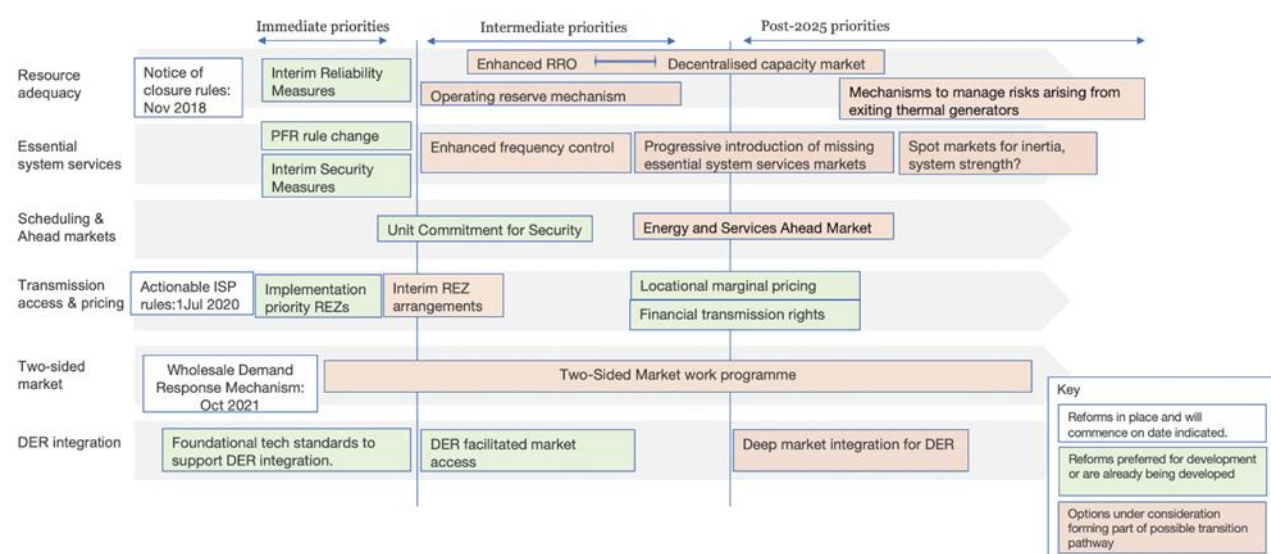 Immediate priorities
Intermediate priorities
Post-2025 priorities
Resource
adequacy
Notice of
closure rules:
Nov 2018
Interim Reliability
Measures
Enhanced RRO
Decentralised capacity market
Operating reserve mechanism
Mechanisms to manage risks arising from
exiting thermal generators
Essential
system services
PFR rule change
Interim Security
Measures
Enhanced frequency control
Progressive introduction of missing
essential system services markets
Spot markets for inertia,
system strength?
Scheduling &
Ahead markets
Unit Commitment for Security
Energy and Services Ahead Market
Transmission
access & pricing
Actionable ISP
rules:1Jul 2020
Implementation
priority REZs
Interim REZ
arrangements
Locational marginal pricing
Financial transmission rights
Two-sided
market
Wholesale Demand
Response Mechanism:
Oct 2021
Two-Sided Market work programme
DER integration
Foundational tech standards to
support DER integration.
DER facilitated market
access
Deep market integration for DER
Key
Reforms in place and will
commence on date indicated.
Reforms preferred for development
or are already being developed
Options under consideration
forming part of possible transition
pathway